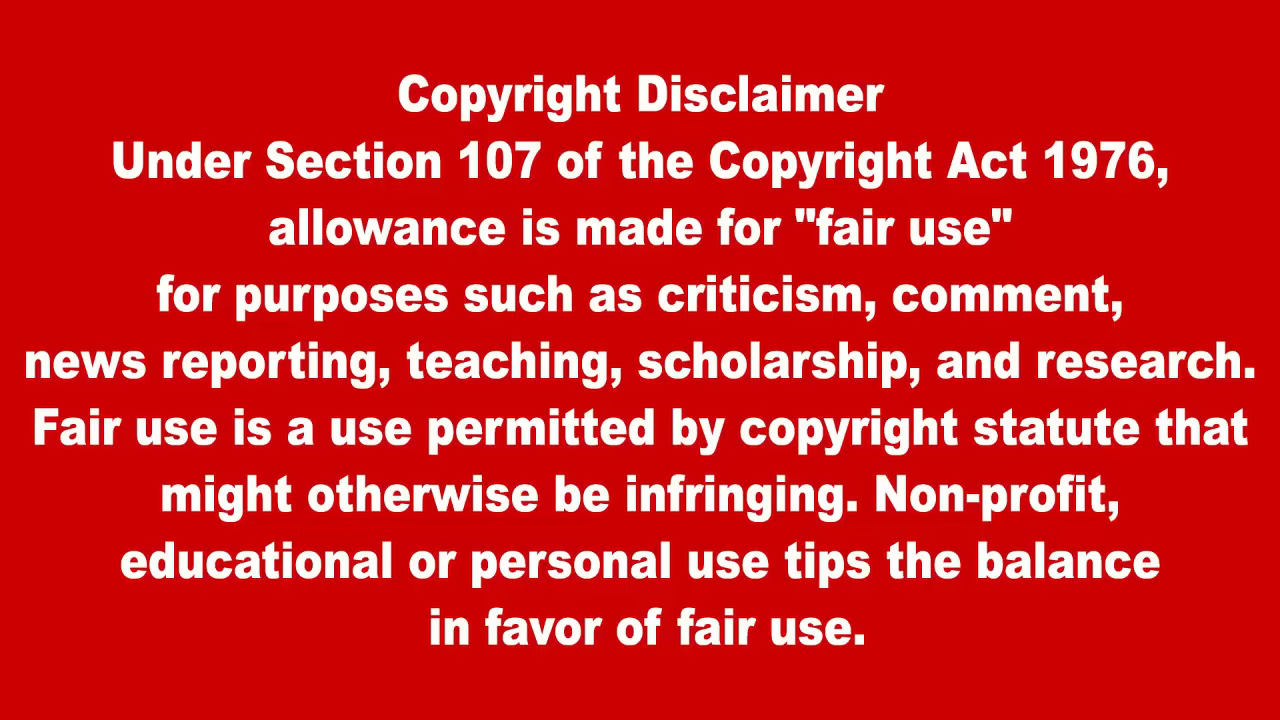 Copyright Disclaimer
Under Section 107 of the Copyright Act 1976,
allowance is made for "fair use"
for purposes such as criticism, comment,
news reporting, teaching, scholarship, and research.
Fair use is a use permitted by copyright statute that
might otherwise be infringing. Non-profit,
educational or personal use tips the balance
in favor of fair use.